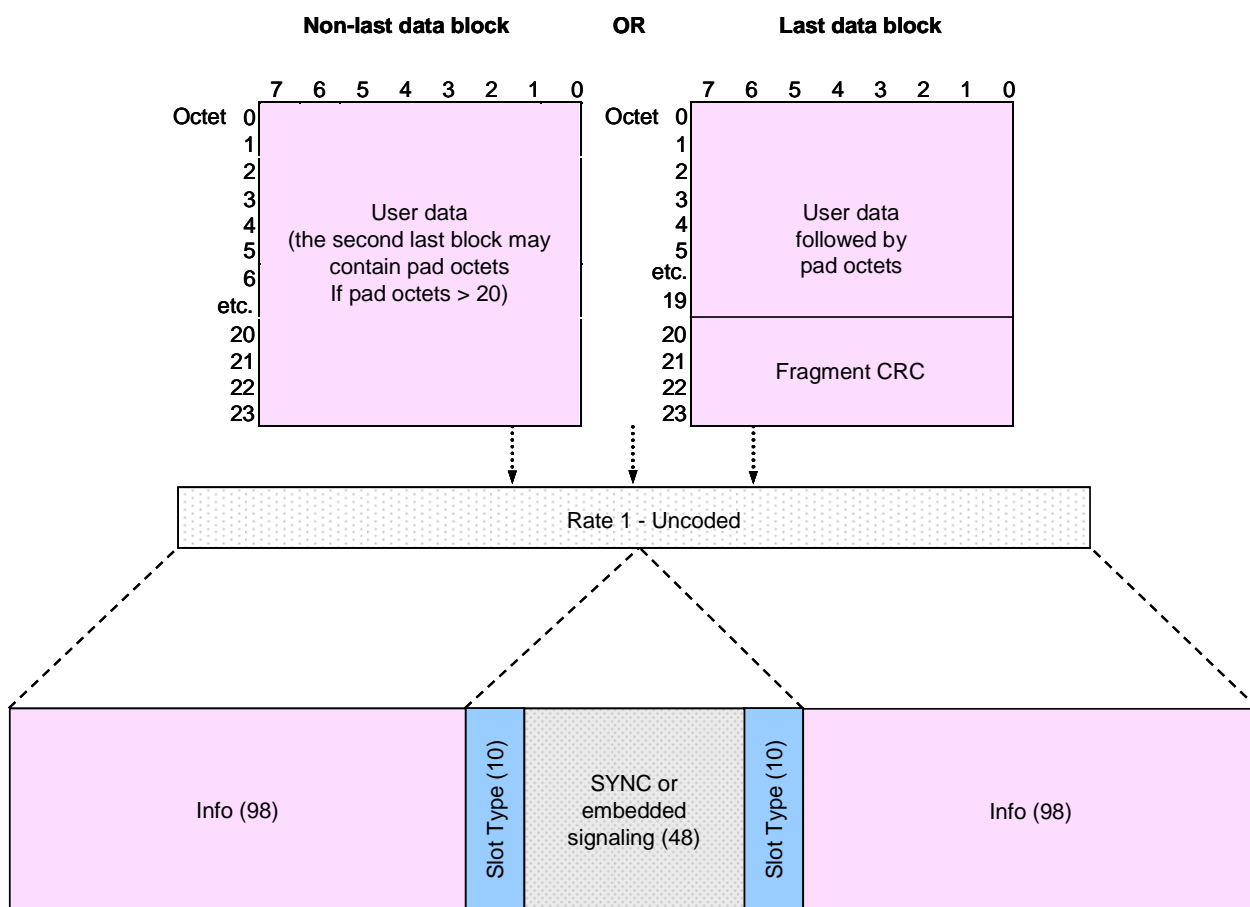 Non-last data block OR Last data block
7 6 5 4 3 2 1 0
Octet 0
1
2
3
4
5
6
etc.
20
21
22
23
User data
(the second last block may
contain pad octets
If pad octets > 20)
7 6 5 4 3 2 1 0
Octet 0
1
2
3
4
5
etc.
19
20
21
22
23
User data
followed by
pad octets
Fragment CRC
Rate 1 - Uncoded
Info (98)
Slot Type (10)
SYNC or
embedded
signaling (48)
Slot Type (10)
Info (98)